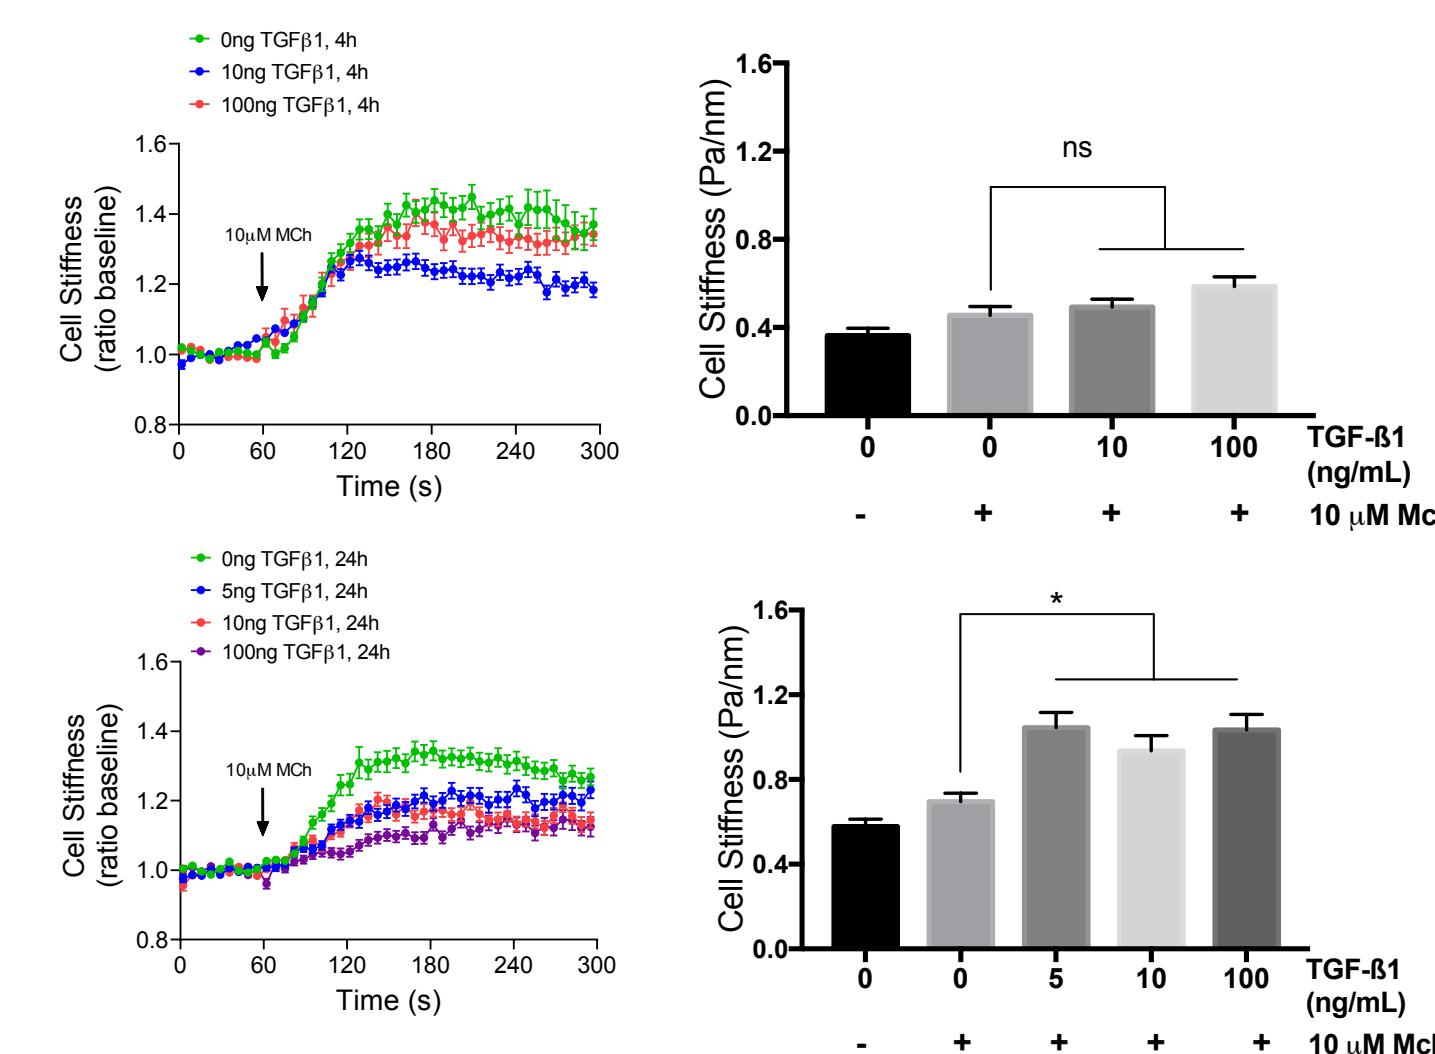 0ng TGFβ1, 4h
10ng TGFβ1, 4h
100ng TGFβ1, 4h
Cell Stiffness
(ratio baseline)
1.6
1.4
1.2
1.0
0.8
10μM MCh
0 60 120 180 240 300
Time (s)
Cell Stiffness (Pa/nm)
1.6
1.2
0.8
0.4
0.0
ns
0 0 10 100 TGF-ß1
(ng/mL)
- + + + 10 μM Mc
0ng TGFβ1, 24h
5ng TGFβ1, 24h
10ng TGFβ1, 24h
100ng TGFβ1, 24h
Cell Stiffness
(ratio baseline)
1.6
1.4
1.2
1.0
0.8
10μM MCh
0 60 120 180 240 300
Time (s)
Cell Stiffness (Pa/nm)
1.6
1.2
0.8
0.4
0.0
*
0 0 5 10 100 TGF-ß1
(ng/mL)
- + + + + 10 μM Mcl